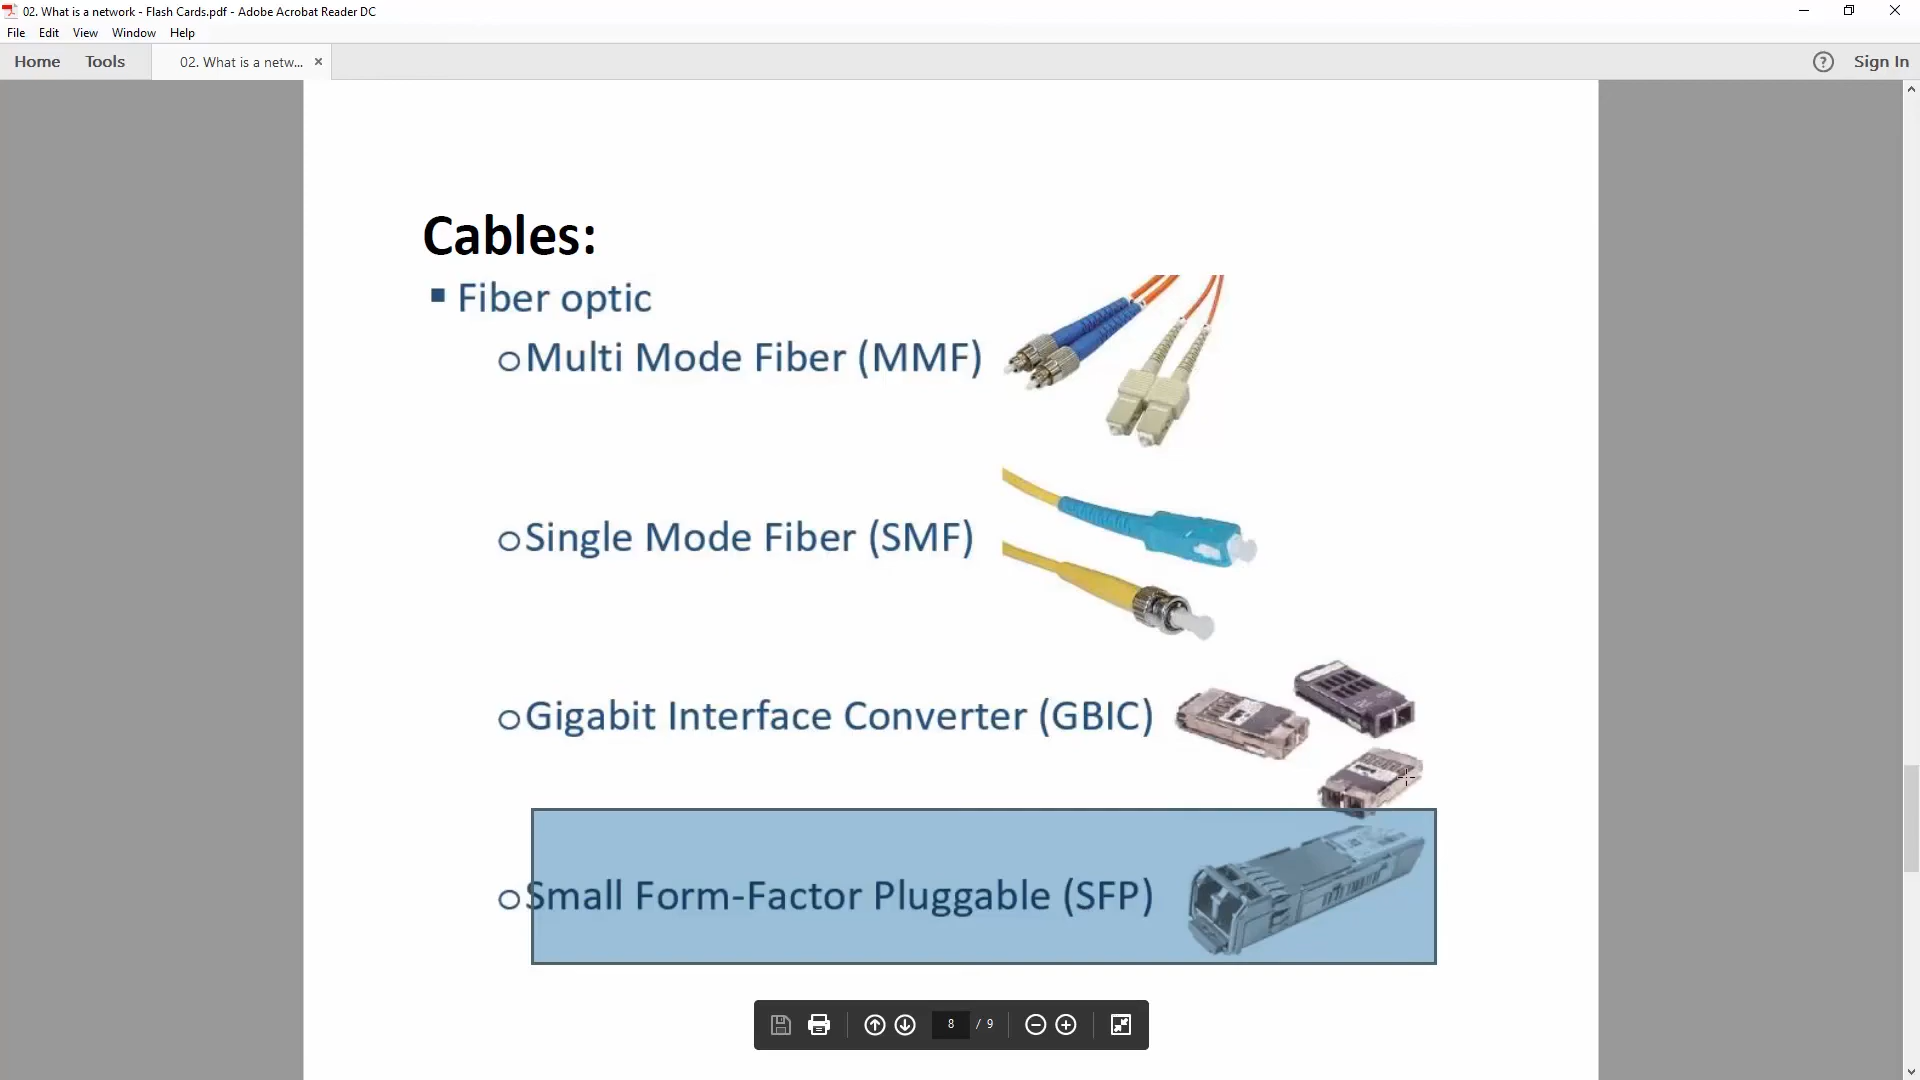 02. What is a network - Flash Cards.pdf - Adobe Acrobat Reader DC
File Edit View Window Help
Home Tools 02. What is a netw... × ? Sign In
Cables:
▪ Fiber optic
o Multi Mode Fiber (MMF)
o Single Mode Fiber (SMF)
o Gigabit Interface Converter (GBIC)
o Small Form-Factor Pluggable (SFP)
8 / 9